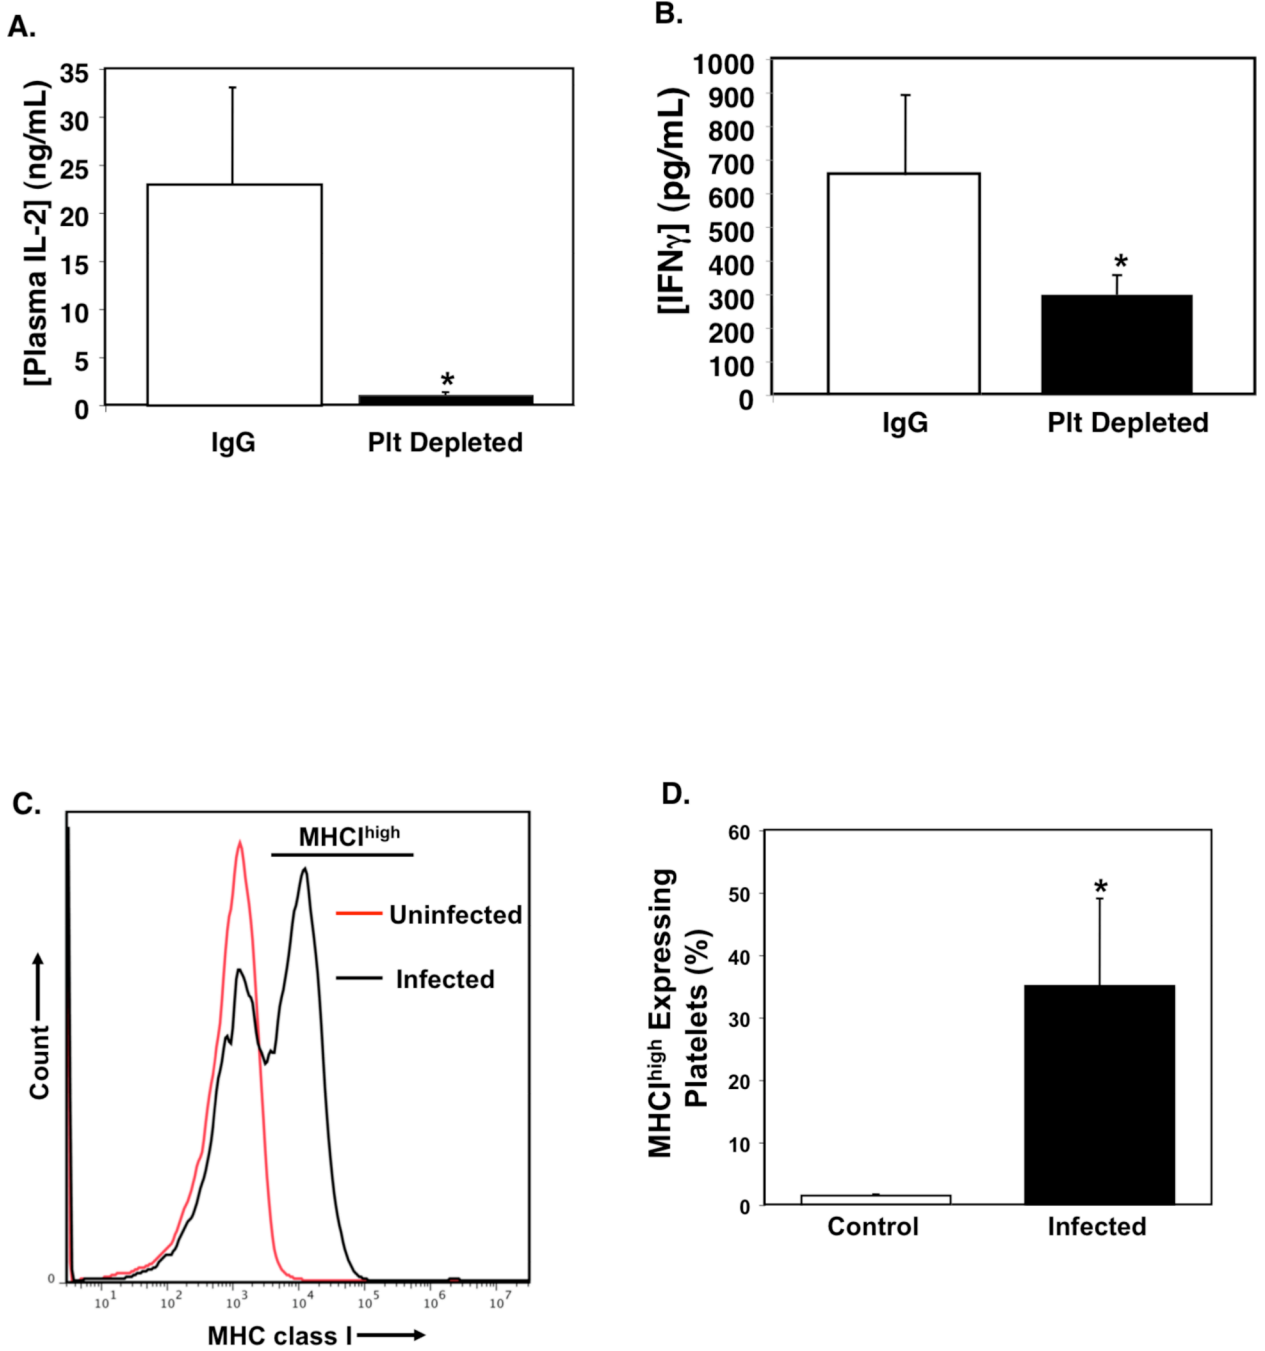 A.
[Plasma IL-2] (ng/mL)
35
30
25
20
15
10
5
0
*
IgG
Plt Depleted
B.
[IFNγ] (pg/mL)
1000
900
800
700
600
500
400
300
200
100
0
*
IgG
Plt Depleted
C.
MHCI^high
Uninfected
Infected
Count
0
10^1
10^2
10^3
10^4
10^5
10^6
10^7
MHC class I
D.
MHCI^high Expressing
Platelets (%)
60
50
40
30
20
10
0
*
Control
Infected